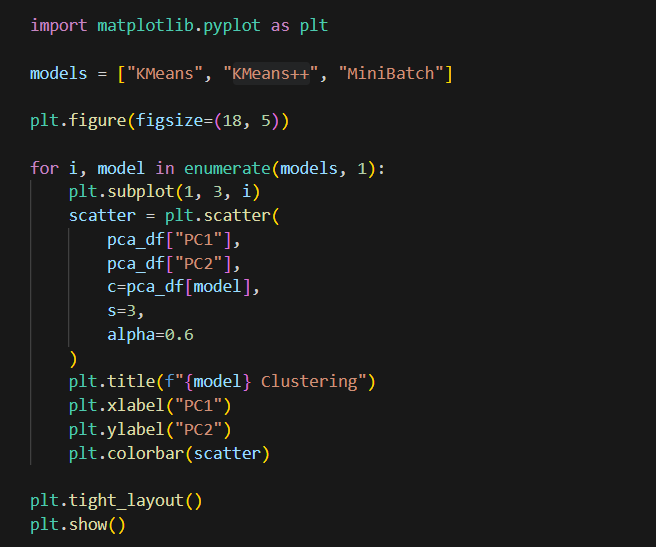 import matplotlib.pyplot as plt

models = ["KMeans", "KMeans++", "MiniBatch"]

plt.figure(figsize=(18, 5))

for i, model in enumerate(models, 1):
    plt.subplot(1, 3, i)
    scatter = plt.scatter(
        pca_df["PC1"],
        pca_df["PC2"],
        c=pca_df[model],
        s=3,
        alpha=0.6
    )
    plt.title(f"{model} Clustering")
    plt.xlabel("PC1")
    plt.ylabel("PC2")
    plt.colorbar(scatter)

plt.tight_layout()
plt.show()